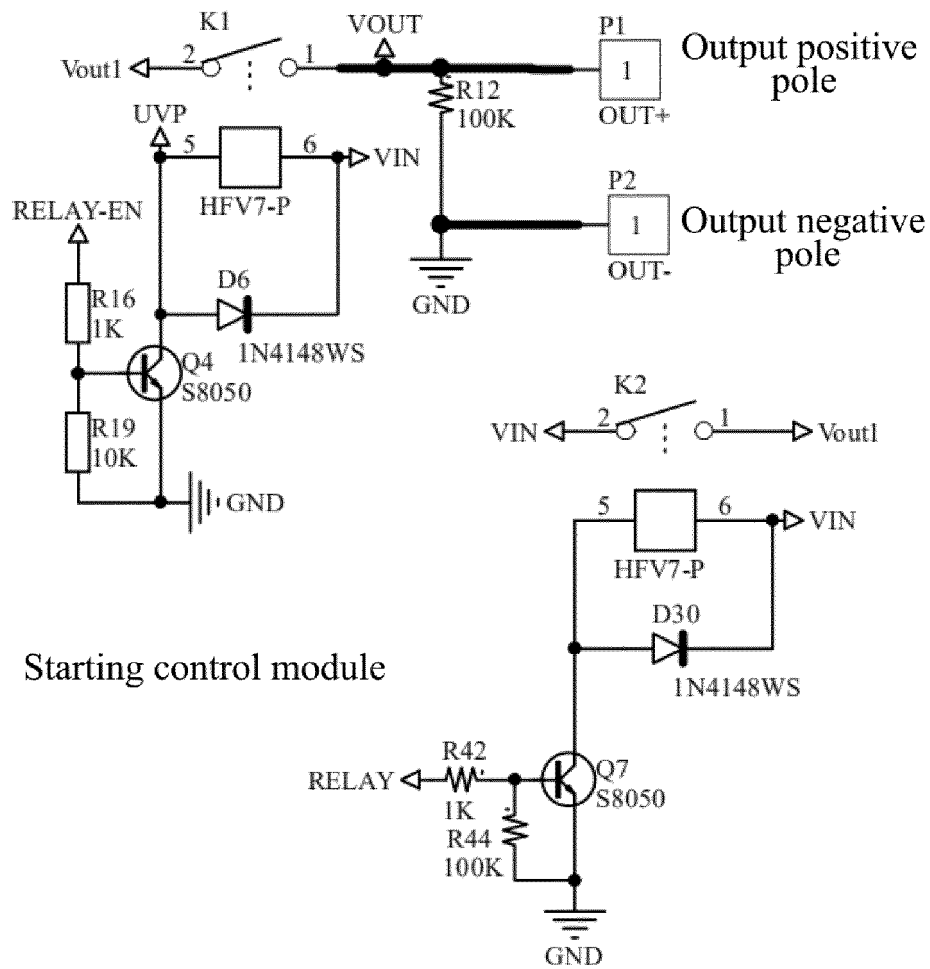 K1
VOUT
P1
Output positive
pole
Vout1
2
1
1
R12
100K
OUT+
UVP
5
6
VIN
HFV7-P
P2
RELAY-EN
1
Output negative
pole
OUT-
D6
GND
R16
1K
1N4148WS
Q4
S8050
K2
R19
10K
VIN
2
1
Vout1
GND
5
6
VIN
HFV7-P
D30
Starting control module
1N4148WS
R42
Q7
S8050
RELAY
1K
R44
100K
GND